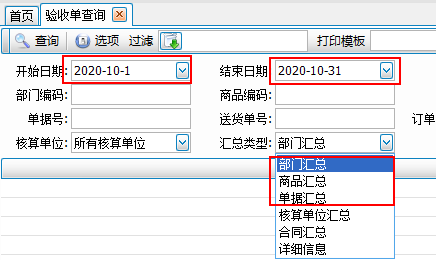 首页 验收单查询
查询 选项 过滤 打印模板
开始日期: 2020-10-1 结束日期 2020-10-31
部门编码: 商品编码:
单据号: 送货单号: 订单
核算单位: 所有核算单位 汇总类型: 部门汇总
部门汇总
商品汇总
单据汇总
核算单位汇总
合同汇总
详细信息